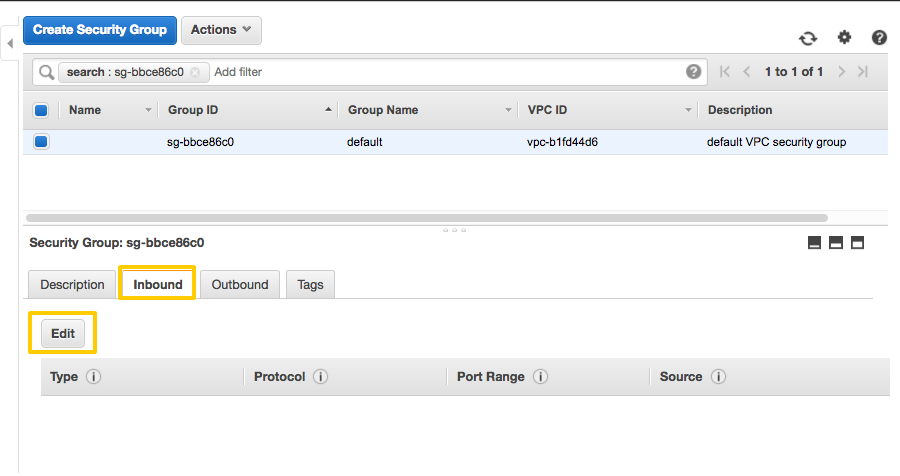 Create Security Group Actions
search : sg-bbce86c0 Add filter 1 to 1 of 1
Name Group ID Group Name VPC ID Description
sg-bbce86c0 default vpc-b1fd44d6 default VPC security group
Security Group: sg-bbce86c0
Description Inbound Outbound Tags
Edit
Type Protocol Port Range Source